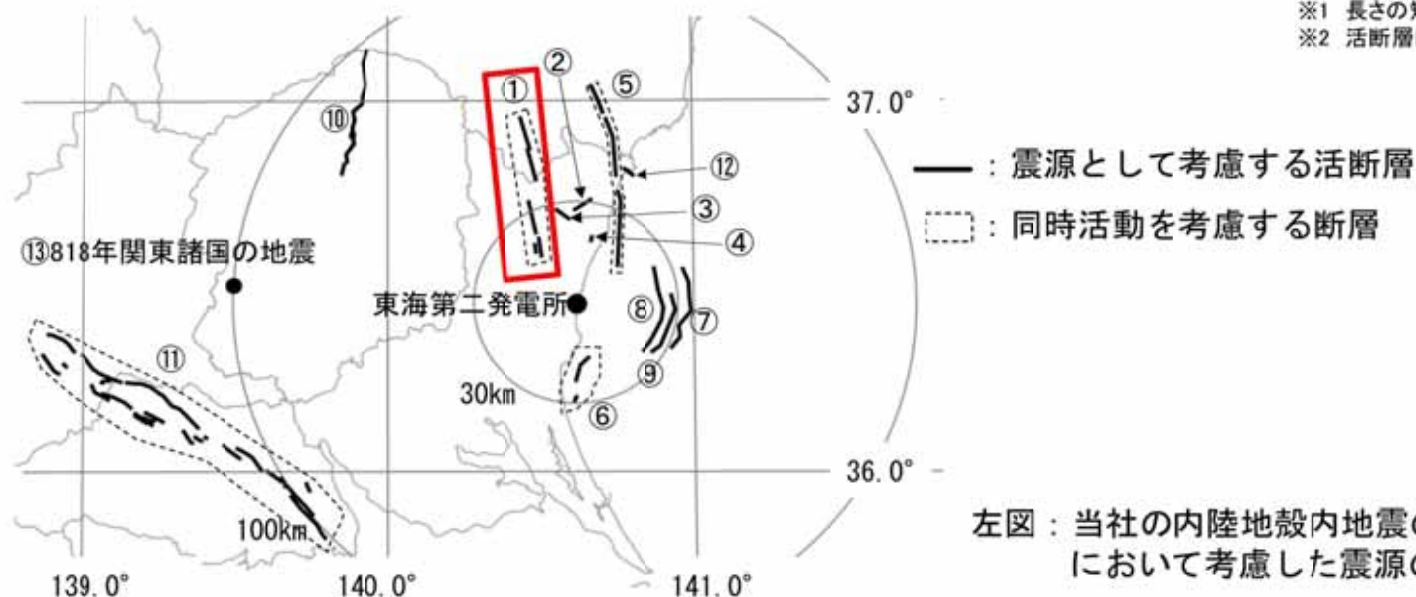 ※1 長さの
※2 活断層
②
①
⑤
37.0°
⑩
⑫
━━ : 震源として考慮する活断層
③
: 同時活動を考慮する断層
④
⑬818年関東諸国の地震
東海第二発電所
⑧
⑦
⑪
⑨
30km
⑥
36.0°
100km
左図：当社の内陸地殻内地震の
において考慮した震源の
139.0°
140.0°
141.0°